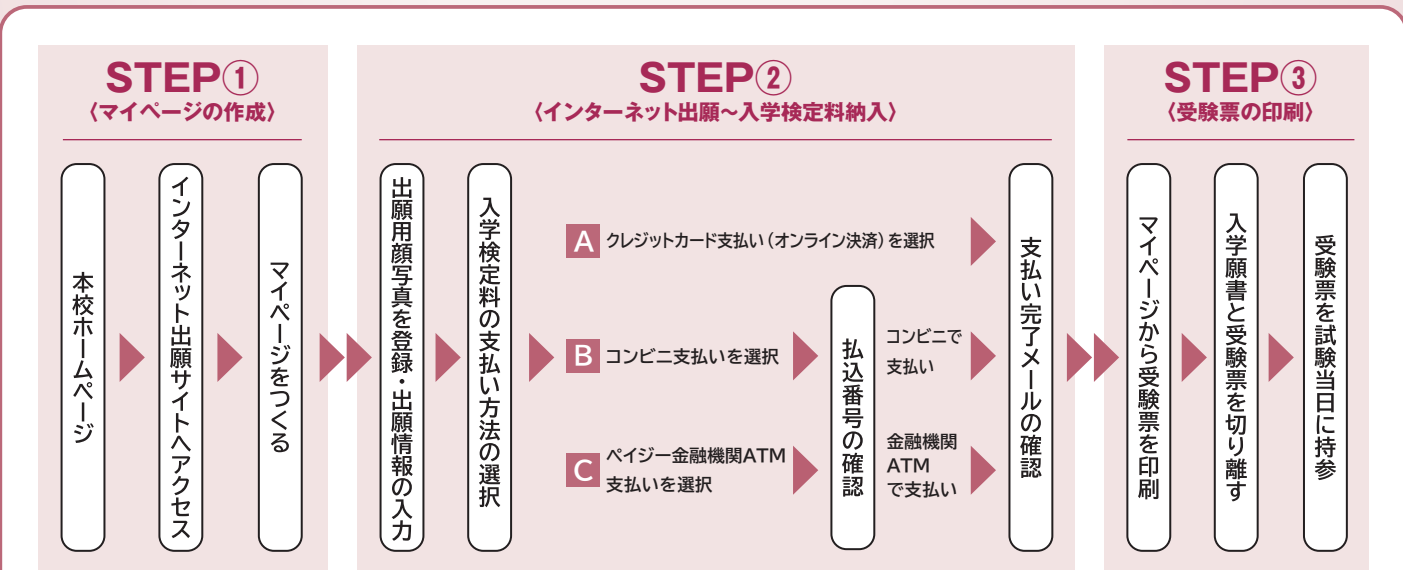 STEP①
〈マイページの作成〉
本校ホームページ
インターネット出願サイトへアクセス
マイページをつくる
STEP②
〈インターネット出願～入学検定料納入〉
出願用顔写真を登録・出願情報の入力
入学検定料の支払い方法の選択
A クレジットカード支払い（オンライン決済）を選択
B コンビニ支払いを選択
C ペイジー金融機関ATM
支払いを選択
払込番号の確認
コンビニで
支払い
金融機関
ATM
で支払い
支払い完了メールの確認
STEP③
〈受験票の印刷〉
マイページから受験票を印刷
入学願書と受験票を切り離す
受験票を試験当日に持参